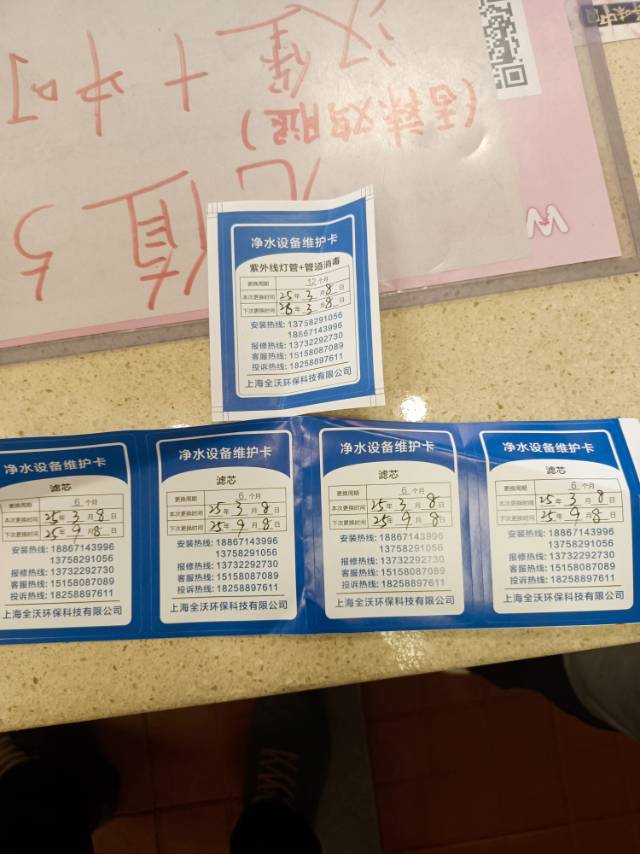 汉堡+中可
(香辣鸡腿)
值5
净水设备维护卡
紫外线灯管+管道消毒
更换周期 12个月
本次更换时间 25年3月8日
下次更换时间 26年3月8日
安装热线: 13758291056
18667143996
报修热线: 13732292730
客服热线: 15158087089
投诉热线: 18258897611
上海全沃环保科技有限公司
净水设备维护卡
滤芯
更换周期 6个月
本次更换时间 25年3月8日
下次更换时间 25年9月8日
安装热线: 18867143996
13758291056
报修热线: 13732292730
客服热线: 15158087089
投诉热线: 18258897611
上海全沃环保科技有限公司
净水设备维护卡
滤芯
更换周期 6个月
本次更换时间 25年3月8日
下次更换时间 25年9月8日
安装热线: 18867143996
13758291056
报修热线: 13732292730
客服热线: 15158087089
投诉热线: 18258897611
上海全沃环保科技有限公司
净水设备维护卡
滤芯
更换周期 6个月
本次更换时间 25年3月8日
下次更换时间 25年9月8日
安装热线: 18867143996
13758291056
报修热线: 13732292730
客服热线: 15158087089
投诉热线: 18258897611
上海全沃环保科技有限公司
净水设备维护卡
滤芯
更换周期 6个月
本次更换时间 25年3月8日
下次更换时间 25年9月8日
安装热线: 18867143996
13758291056
报修热线: 13732292730
客服热线: 15158087089
投诉热线: 18258897611
上海全沃环保科技有限公司